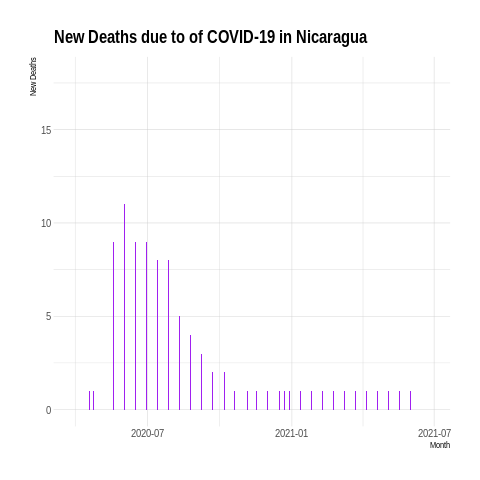 New Deaths due to of COVID-19 in Nicaragua
New Deaths
15
10
5
0
2020-07
2021-01
2021-07
Month